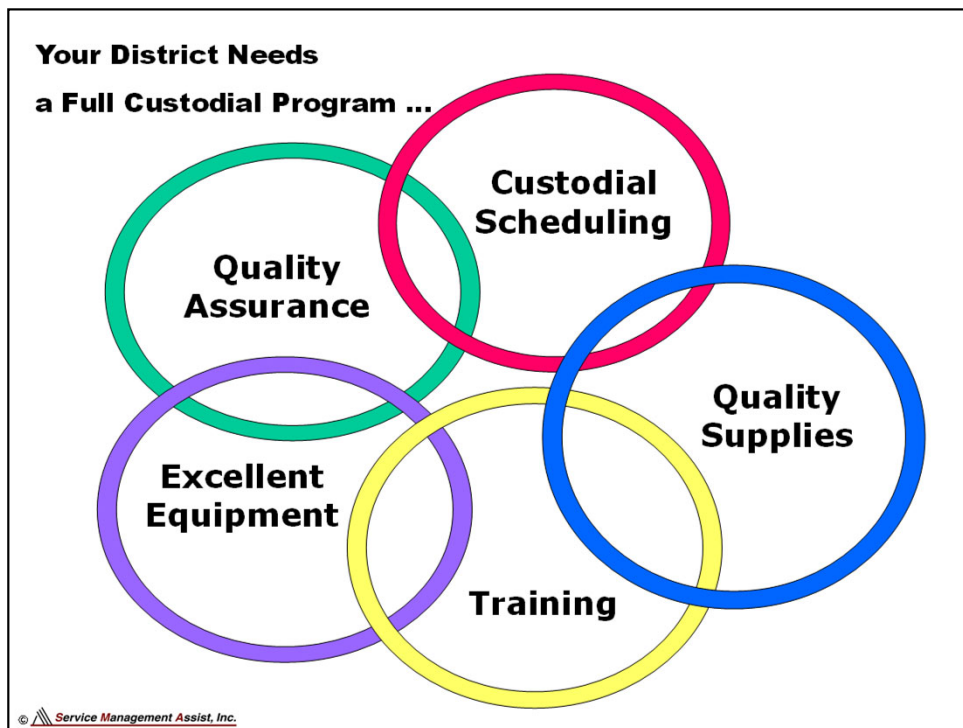 Your District Needs
a Full Custodial Program ...
Custodial
Scheduling
Quality
Assurance
Quality
Supplies
Excellent
Equipment
Training
© Service Management Assist, Inc.